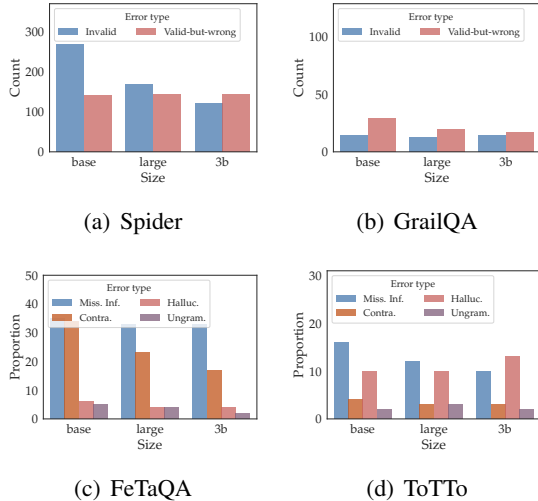 Error type
Invalid Valid-but-wrong
300
200
100
0
Count
base large 3b
Size
(a) Spider
Error type
Invalid Valid-but-wrong
100
50
0
Count
base large 3b
Size
(b) GrailQA
Error type
Miss. Inf. Halluc.
Contra. Ungram.
50
40
30
20
10
0
Proportion
base large 3b
Size
(c) FeTaQA
Error type
Miss. Inf. Halluc.
Contra. Ungram.
30
20
10
0
Proportion
base large 3b
Size
(d) ToTTo